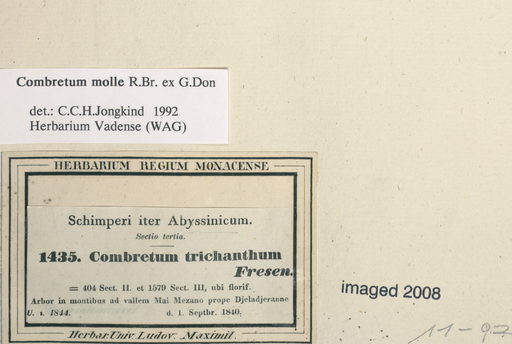 Combretum molle R.Br. ex G.Don
det.: C.C.H.Jongkind 1992
Herbarium Vadense (WAG)
HERBARIUM REGIUM MONACENSE
Schimperi iter Abyssinicum.
Sectio tertia.
1435. Combretum trichanthum
Fresen.
= 404 Sect. II. et 1579 Sect. III, ubi florif.
Arbor in montibus ad vallem Mai Mezano prope Djeladjeranne
U. i. 1844. d. 1. Septbr. 1840.
Herbar. Univ. Ludov. Maximil.
imaged 2008
11-97